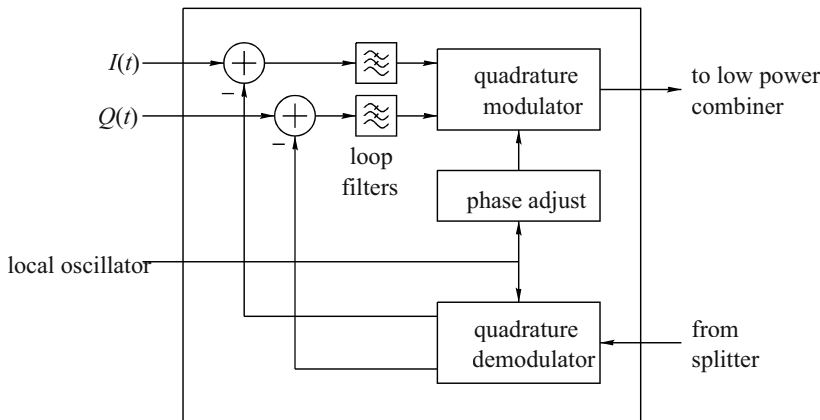 I(t)
+
quadrature
modulator
to low power
combiner
−
Q(t)
+
−
loop
filters
phase adjust
local oscillator
quadrature
demodulator
from
splitter